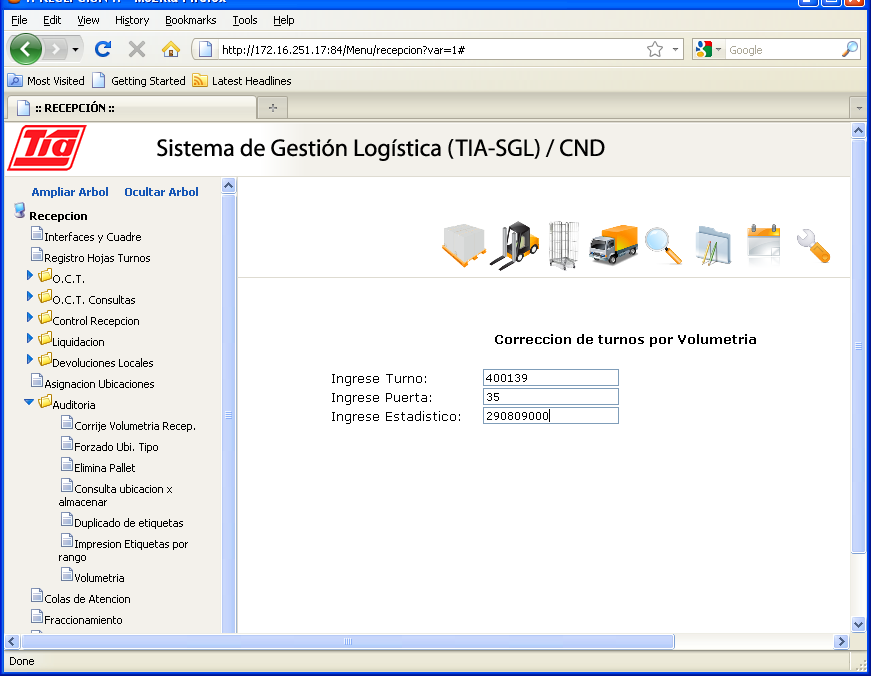 File Edit View History Bookmarks Tools Help
http://172.16.251.17:84/Menu/recepcion?var=1#
Google
Most Visited Getting Started Latest Headlines
:: RECEPCIÓN ::
Tia
Sistema de Gestión Logística (TIA-SGL) / CND
Ampliar Arbol Ocultar Arbol
Recepcion
Interfaces y Cuadre
Registro Hojas Turnos
O.C.T.
O.C.T. Consultas
Control Recepcion
Liquidacion
Devoluciones Locales
Asignacion Ubicaciones
Auditoria
Corrije Volumetria Recep.
Forzado Ubi. Tipo
Elimina Pallet
Consulta ubicacion x
almacenar
Duplicado de etiquetas
Impresion Etiquetas por
rango
Volumetria
Colas de Atencion
Fraccionamiento
Correccion de turnos por Volumetria
Ingrese Turno: 400139
Ingrese Puerta: 35
Ingrese Estadistico: 290809000
Done